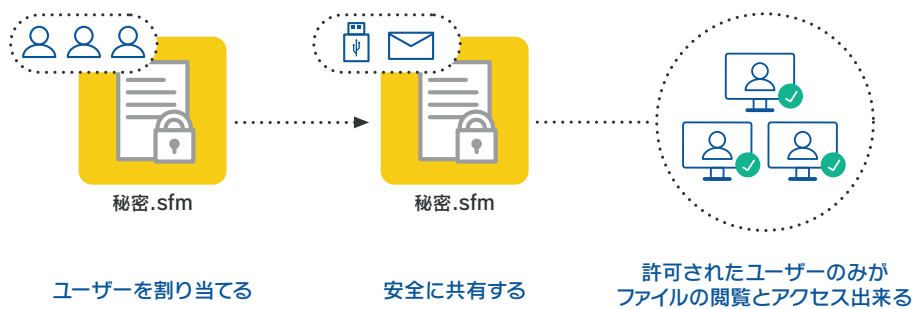 秘密.sfm
秘密.sfm
ユーザーを割り当てる
安全に共有する
許可されたユーザーのみが
ファイルの閲覧とアクセス出来る